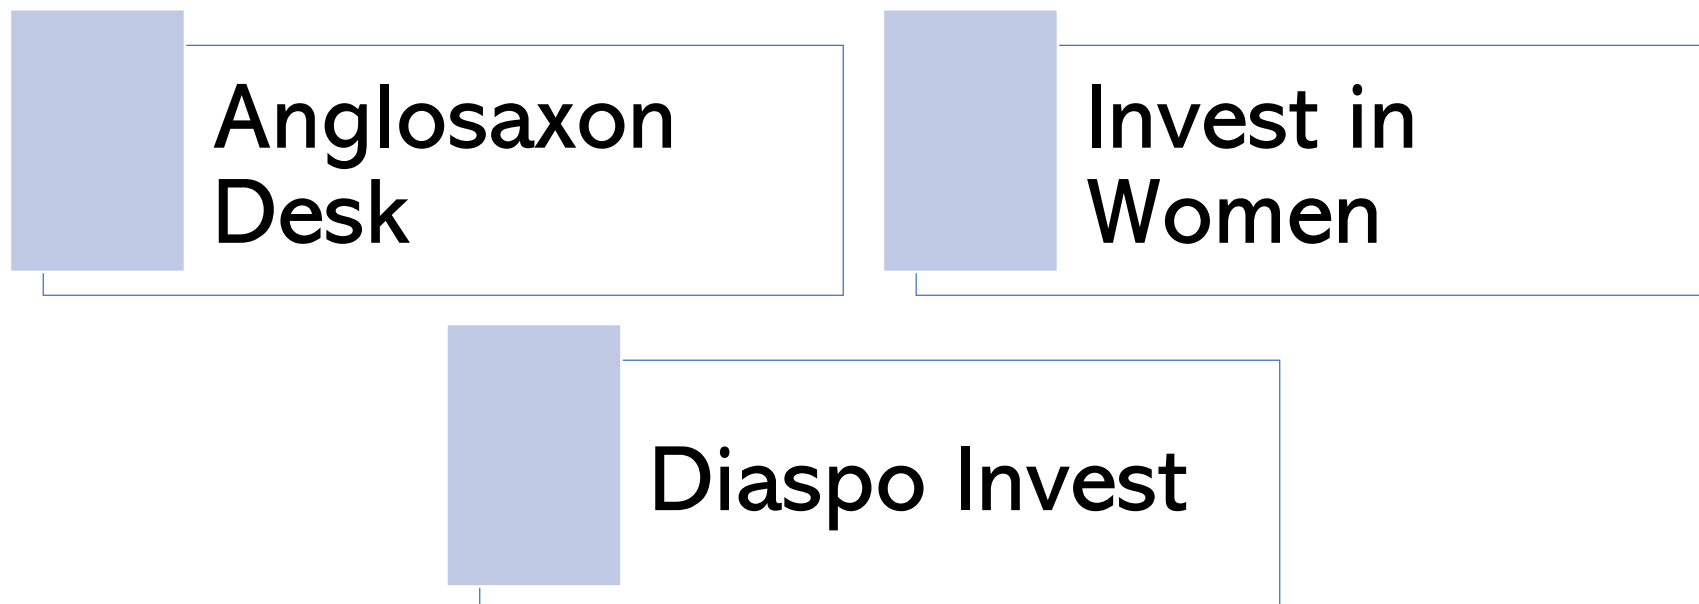 Anglosaxon
Desk
Invest in
Women
Diaspo Invest